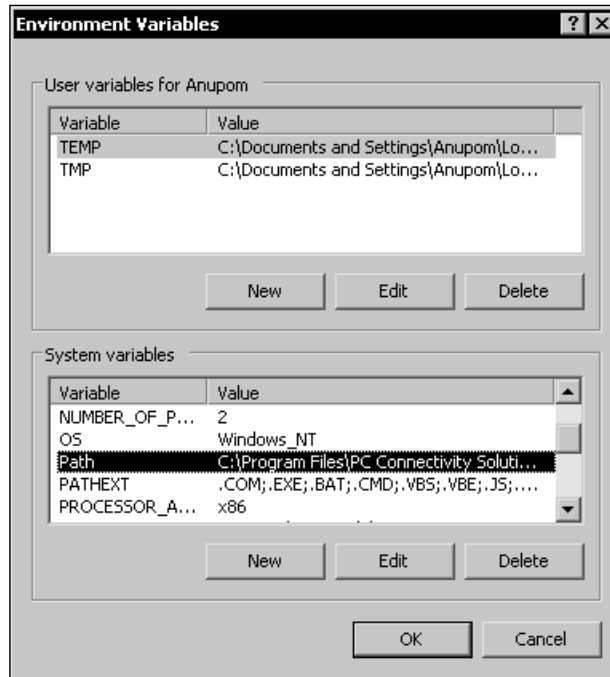 Environment Variables
User variables for Anupom
Variable Value
TEMP C:\Documents and Settings\Anupom\Lo...
TMP C:\Documents and Settings\Anupom\Lo...
New Edit Delete
System variables
Variable Value
NUMBER_OF_P... 2
OS Windows_NT
Path C:\Program Files\PC Connectivity Soluti...
PATHEXT .COM;.EXE;.BAT;.CMD;.VBS;.VBE;.JS;....
PROCESSOR_A... x86
New Edit Delete
OK Cancel